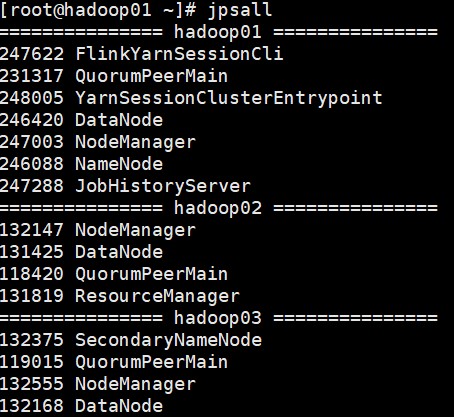 [root@hadoop01 ~]# jpsall
=============== hadoop01 ===============
247622 FlinkYarnSessionCli
231317 QuorumPeerMain
248005 YarnSessionClusterEntrypoint
246420 DataNode
247003 NodeManager
246088 NameNode
247288 JobHistoryServer
=============== hadoop02 ===============
132147 NodeManager
131425 DataNode
118420 QuorumPeerMain
131819 ResourceManager
=============== hadoop03 ===============
132375 SecondaryNameNode
119015 QuorumPeerMain
132555 NodeManager
132168 DataNode